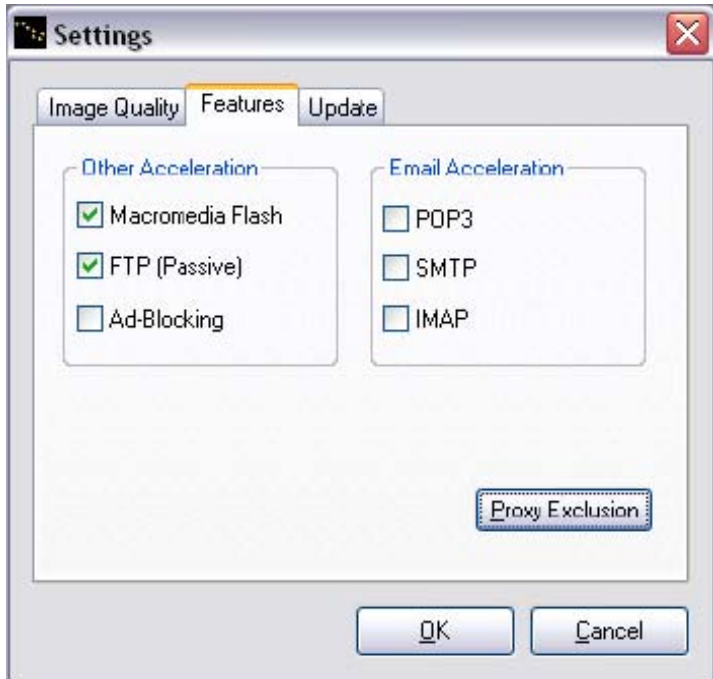 Settings
Image Quality Features Update
Other Acceleration
Macromedia Flash
FTP (Passive)
Ad-Blocking
Email Acceleration
POP3
SMTP
IMAP
Proxy Exclusion
OK Cancel